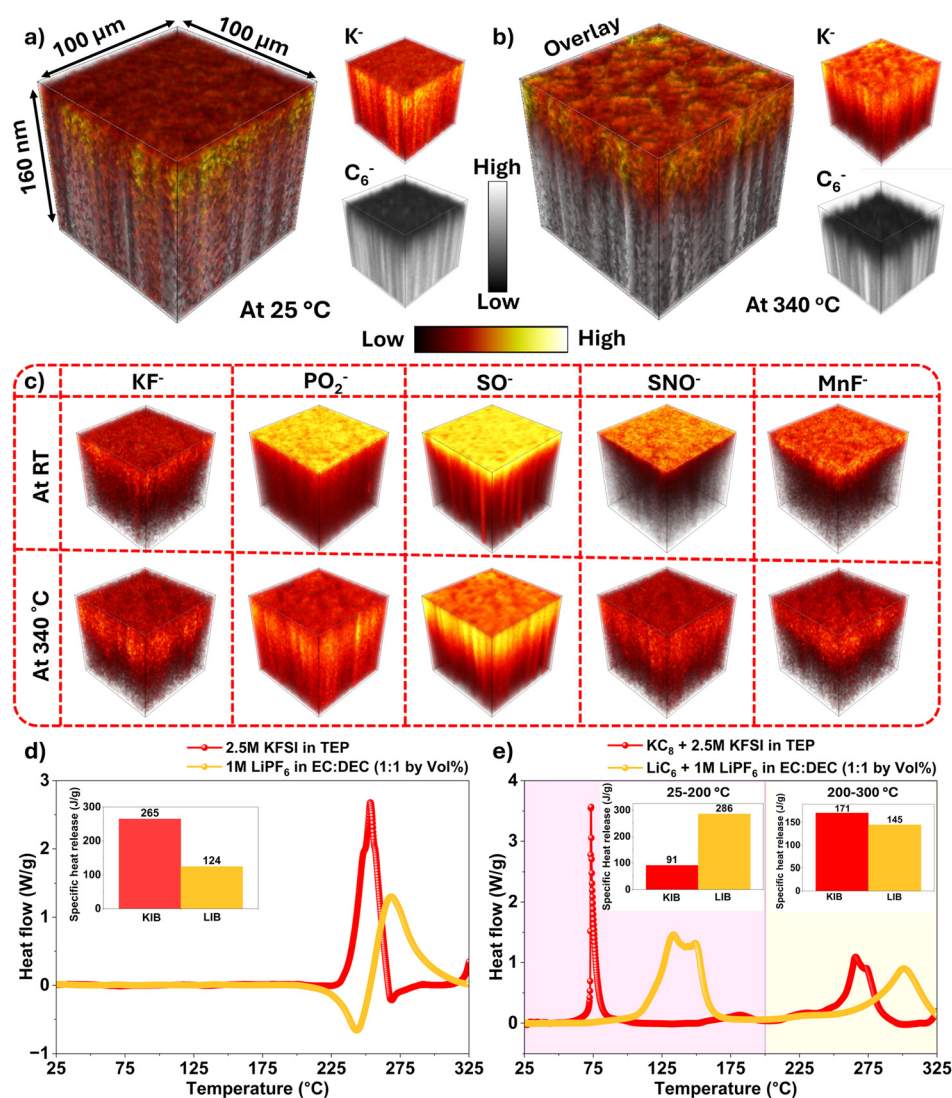 a)
100 µm
100 µm
160 nm
K-
C6-
At 25 °C
b)
Overlay
K-
C6-
At 340 °C
High
Low
Low
High
c)
KF-
PO2-
SO-
SNO-
MnF-
At RT
At 340 °C
2.5M KFSI in TEP
1M LiPF6 in EC:DEC (1:1 by Vol%)
3
2
1
0
−1
Heat flow (W/g)
Specific heat release (J/g)
300
200
100
0
265
124
KIB
LIB
d)
25
75
125
175
225
275
325
Temperature (°C)
KC8 + 2.5M KFSI in TEP
LiC6 + 1M LiPF6 in EC:DEC (1:1 by Vol%)
4
3
2
1
0
Heat flow (W/g)
25-200 °C
Specific Heat release (J/g)
300
200
100
0
91
286
KIB
LIB
200-300 °C
Specific heat release (J/g)
150
100
50
0
171
145
KIB
LIB
e)
25
75
125
175
225
275
325
Temperature (°C)